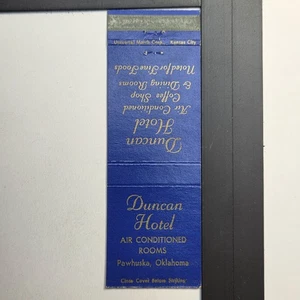 Universal Match Corp., Kansas City
Duncan
Hotel
Air Conditioned
Coffee Shop
& Dining Rooms
Noted for Fine Foods
Duncan
Hotel
AIR CONDITIONED
ROOMS
Pawhuska, Oklahoma
Close Cover Before Striking